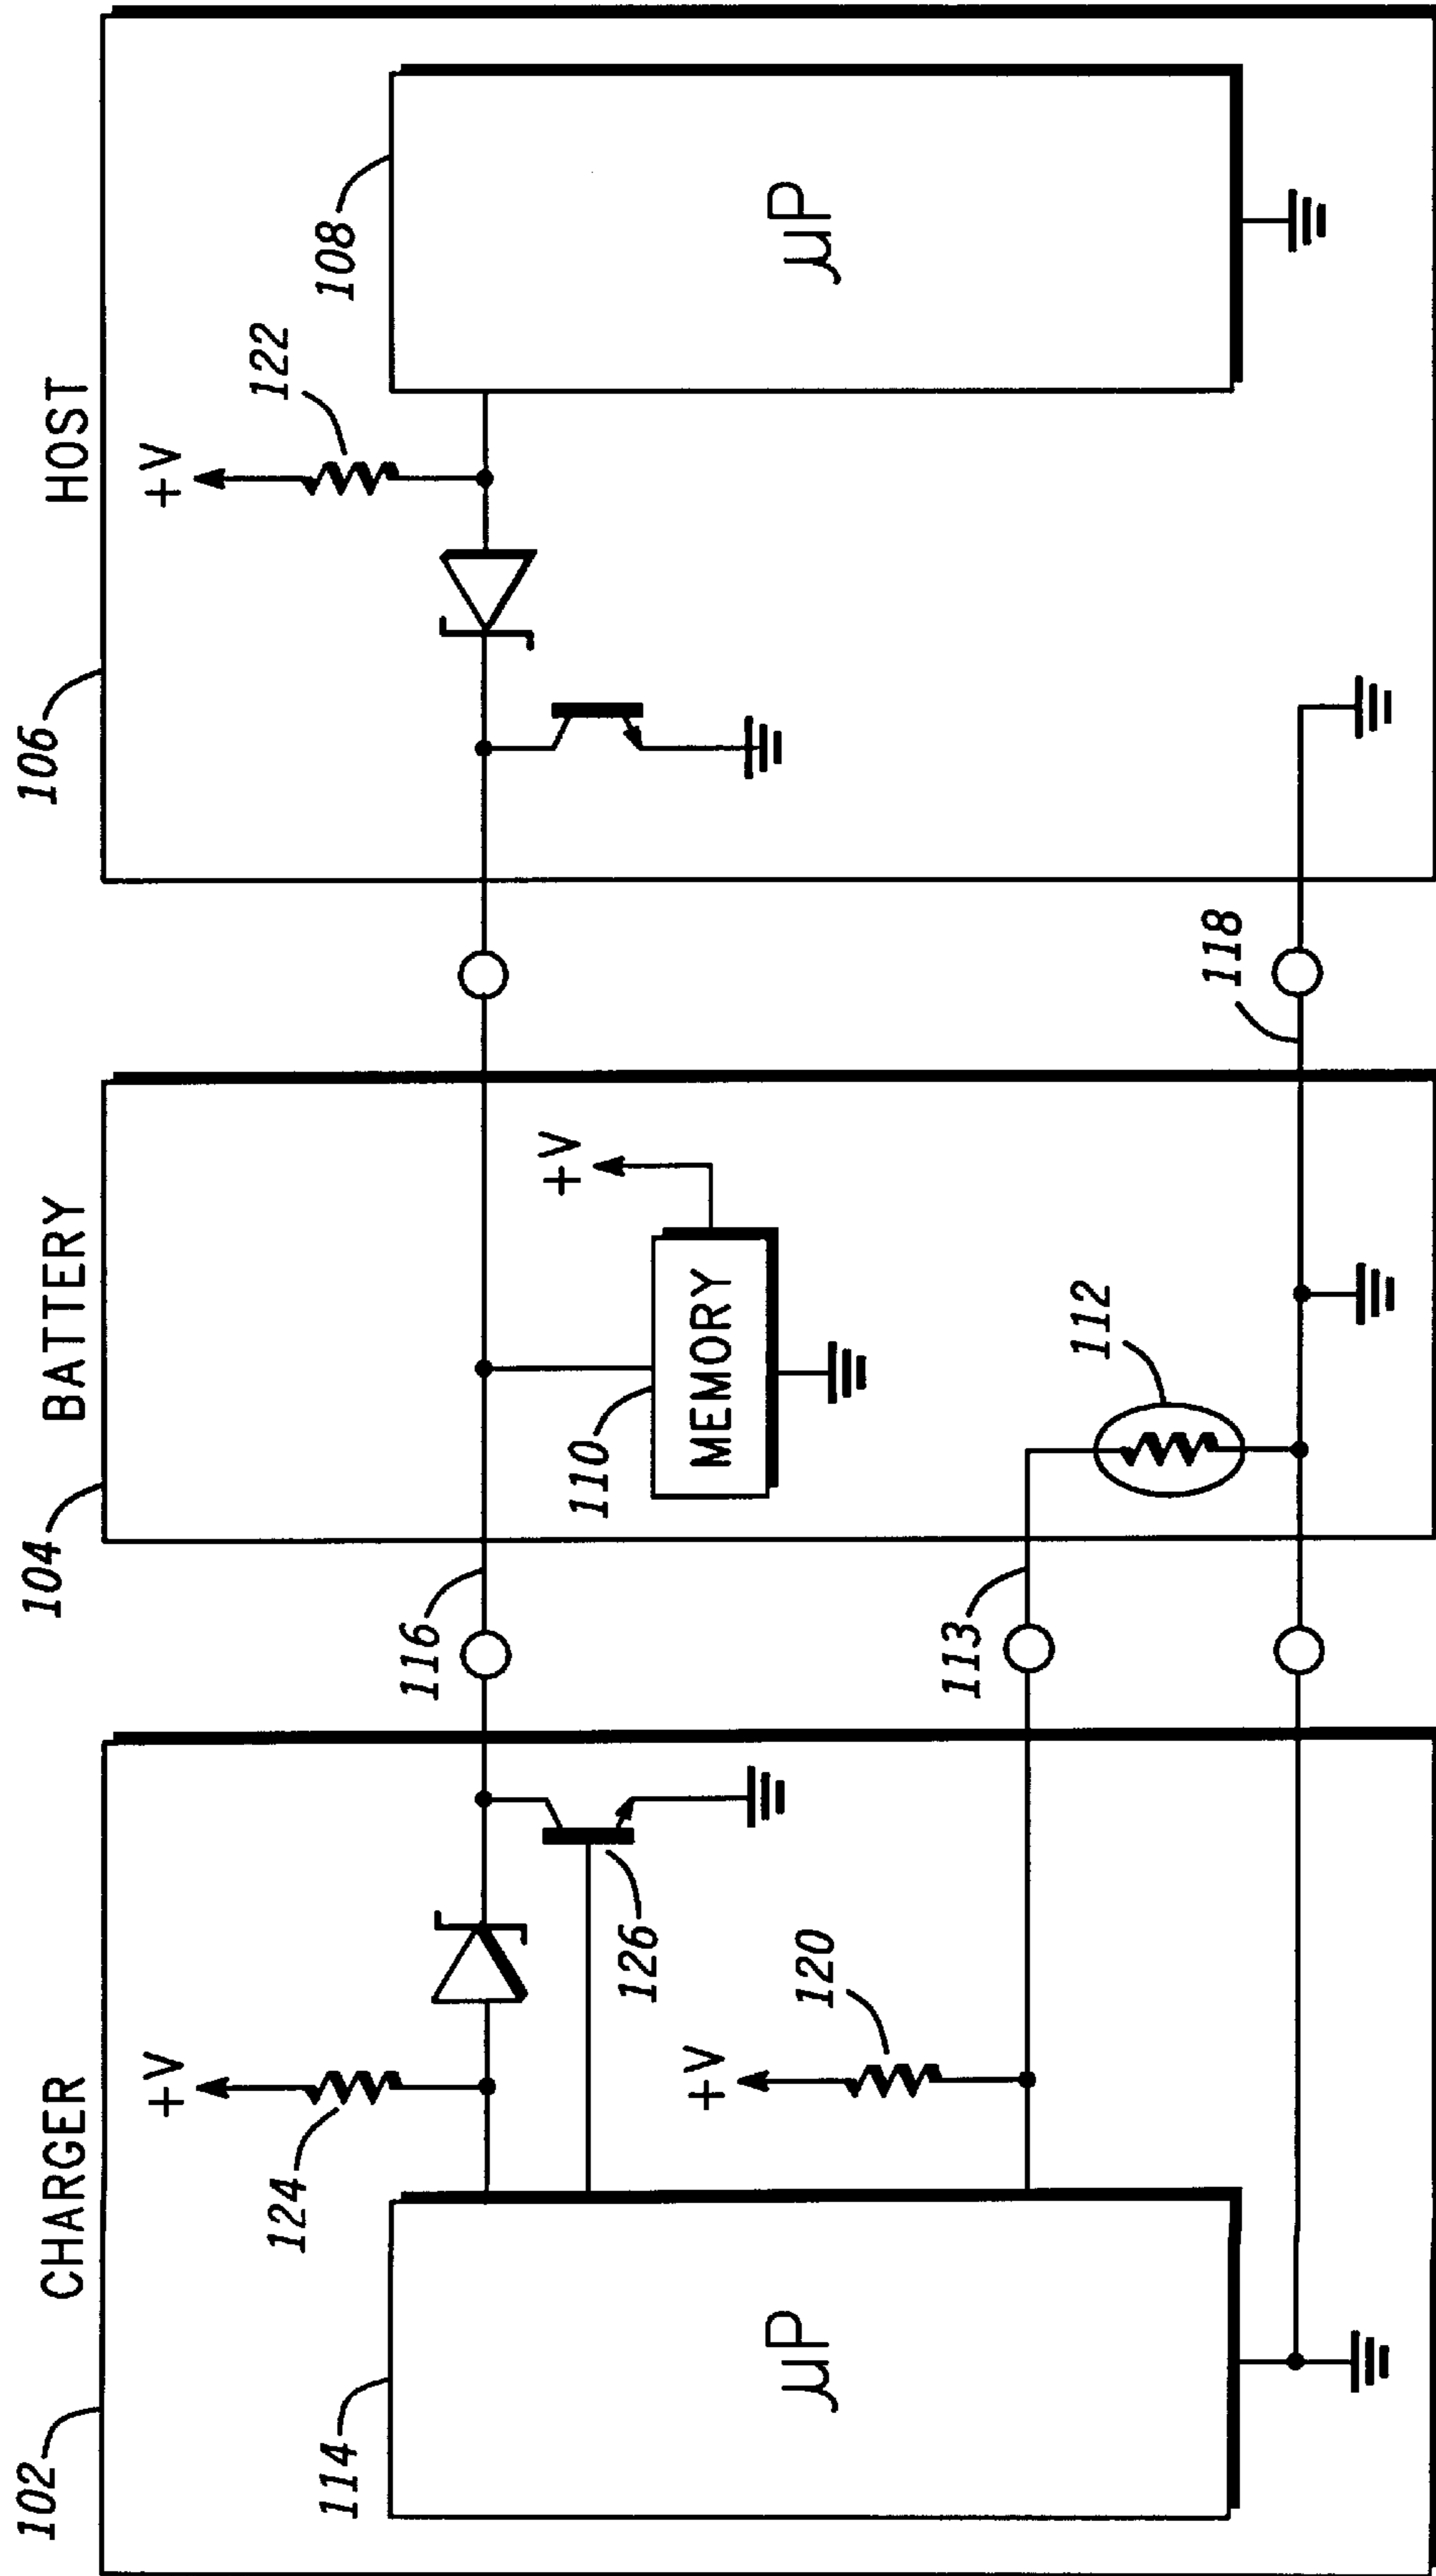 CHARGER
BATTERY
HOST
102
104
106
+V
124
114
µP
126
+V
120
116
113
110
MEMORY
+V
112
118
+V
122
108
µP